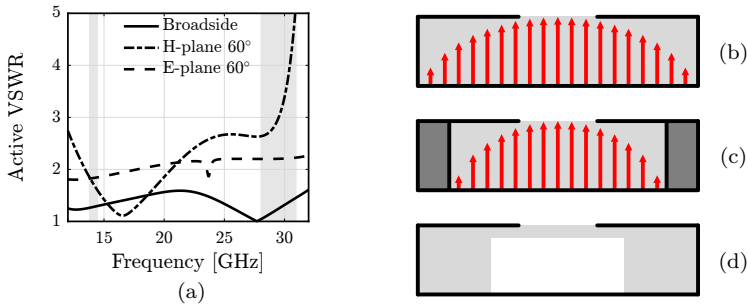 5
4
3
2
1
Active VSWR
Broadside
H-plane 60°
E-plane 60°
15
20
25
30
Frequency [GHz]
(a)
(b)
(c)
(d)